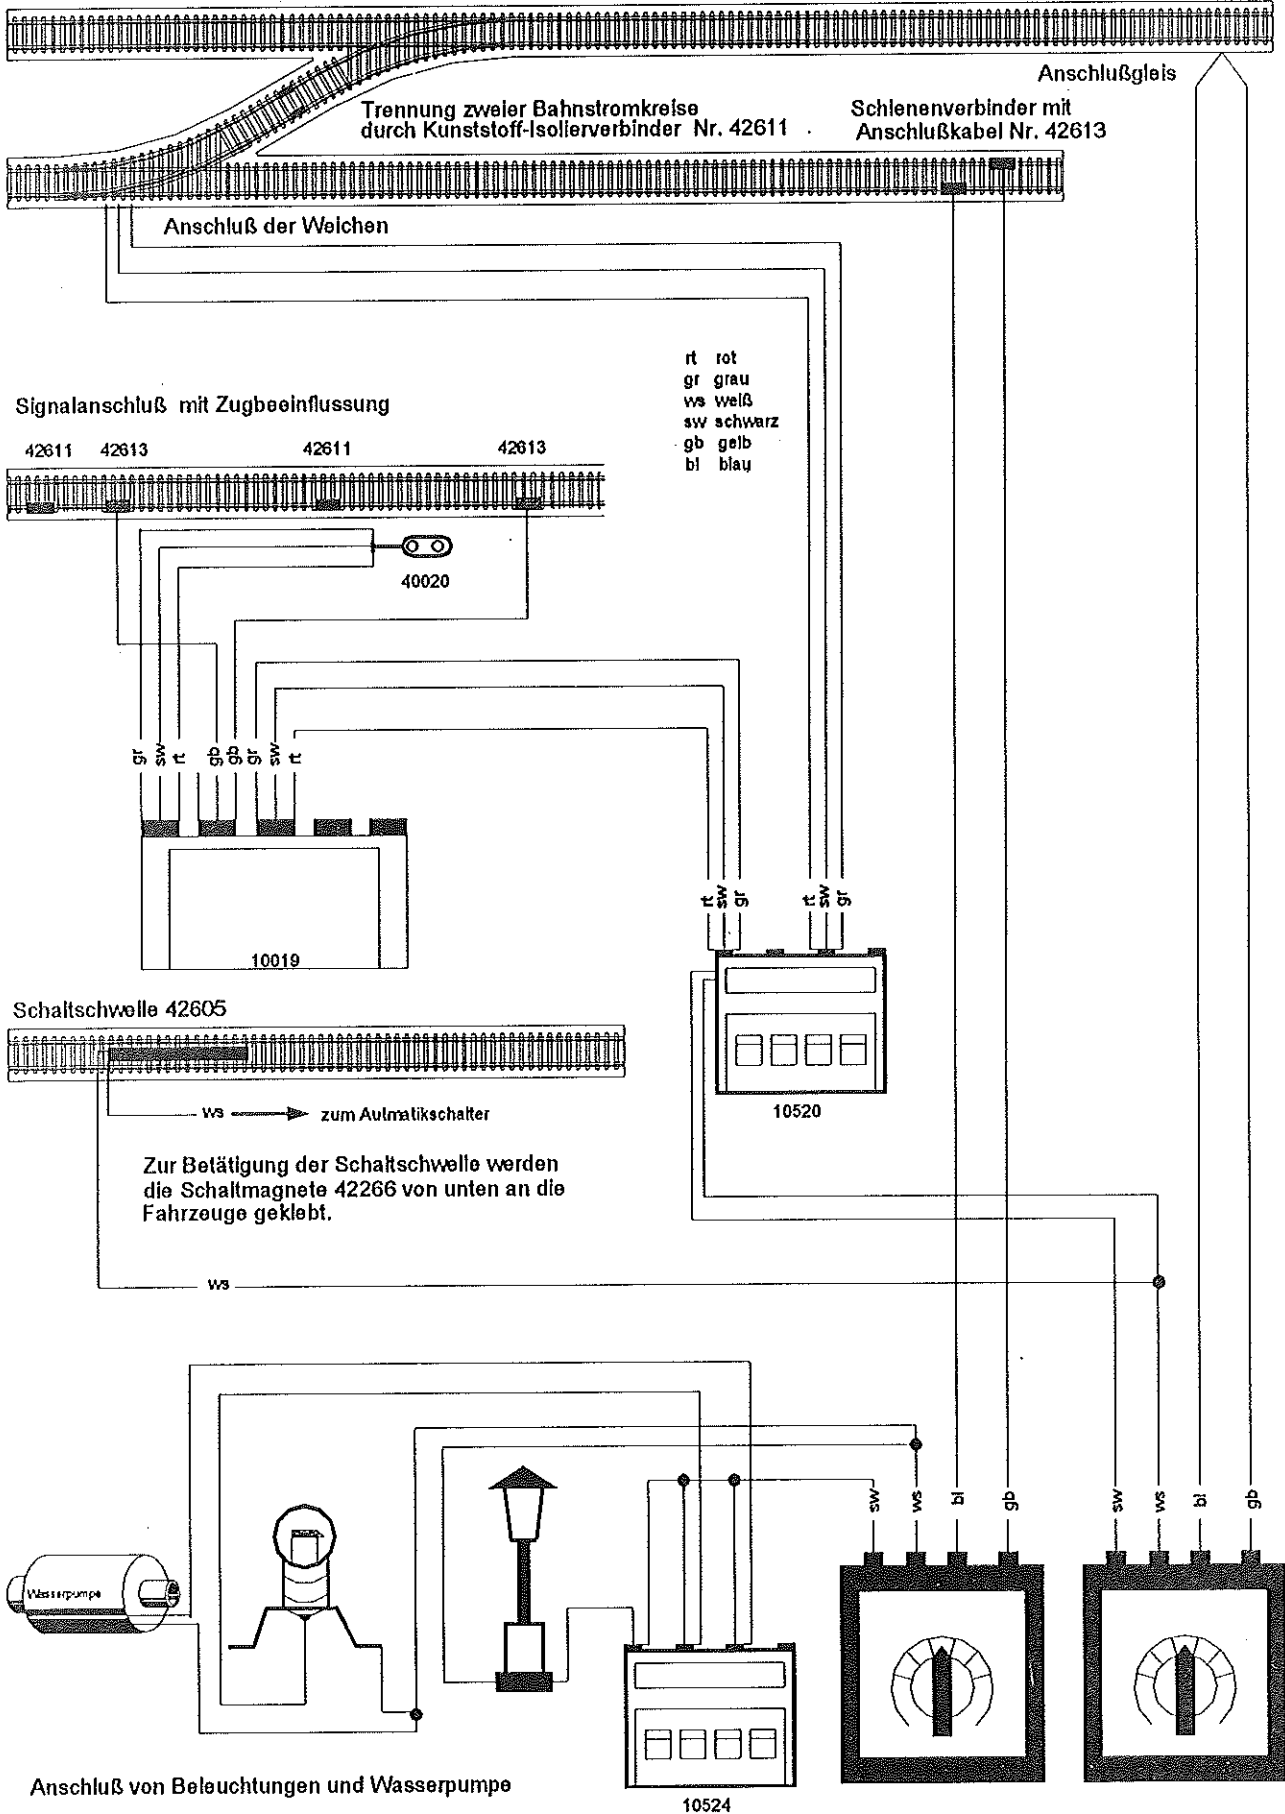 Anschlußgleis
Trennung zweier Bahnstromkreise
durch Kunststoff-Isolierverbinder Nr. 42611
Schienenverbinder mit
Anschlußkabel Nr. 42613
Anschluß der Weichen
rt rot
gr grau
ws weiß
sw schwarz
gb gelb
bl blau
Signalanschluß mit Zugbeeinflussung
42611 42613 42611 42613
40020
gr sw rt gb gb gr sw rt
rt sw gr rt sw gr
10019
Schaltschwelle 42605
10520
ws zum Autmatikschalter
Zur Betätigung der Schaltschwelle werden
die Schaltmagnete 42266 von unten an die
Fahrzeuge geklebt.
ws
sw ws bl gb sw ws bl gb
Wasserpumpe
Anschluß von Beleuchtungen und Wasserpumpe
10524